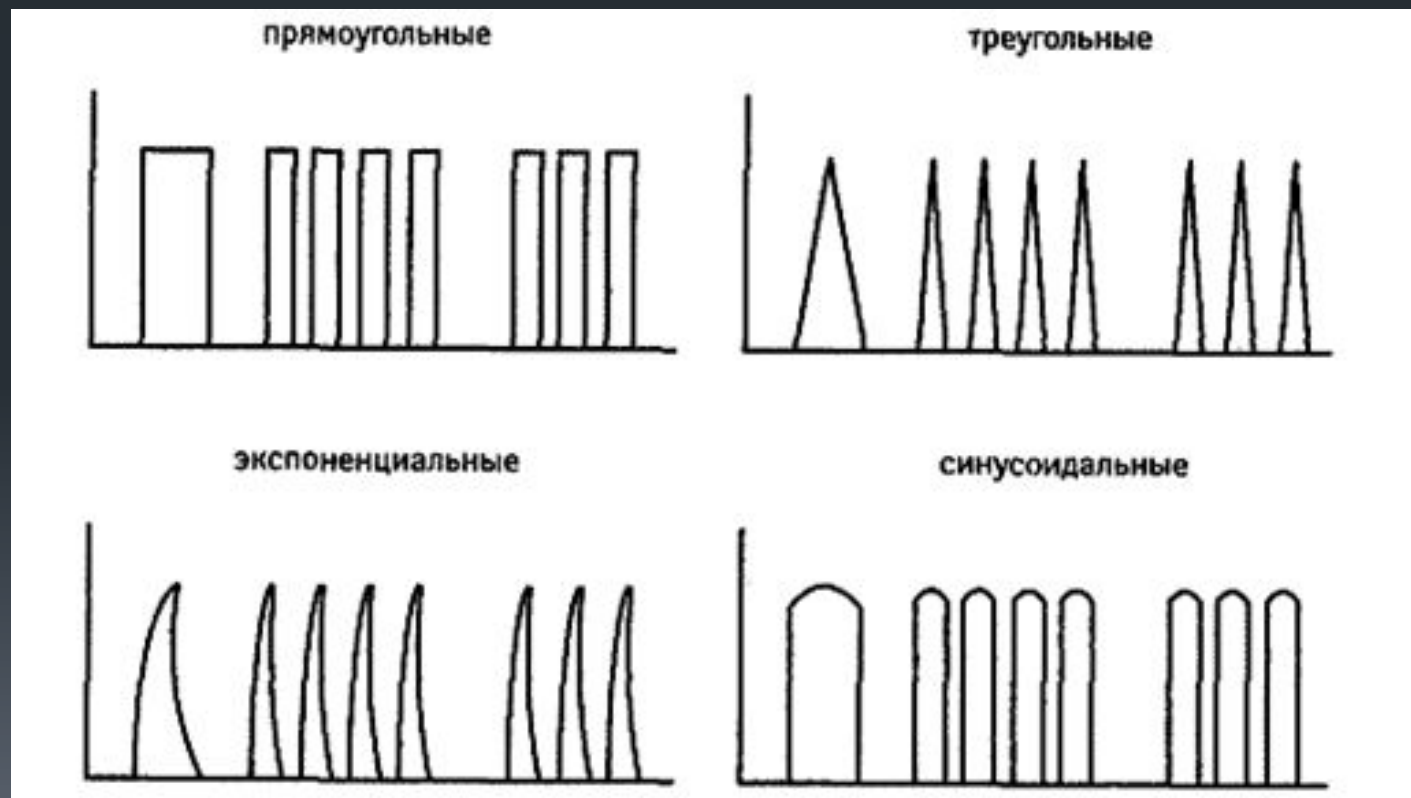 прямоугольные
треугольные
экспоненциальные
синусоидальные